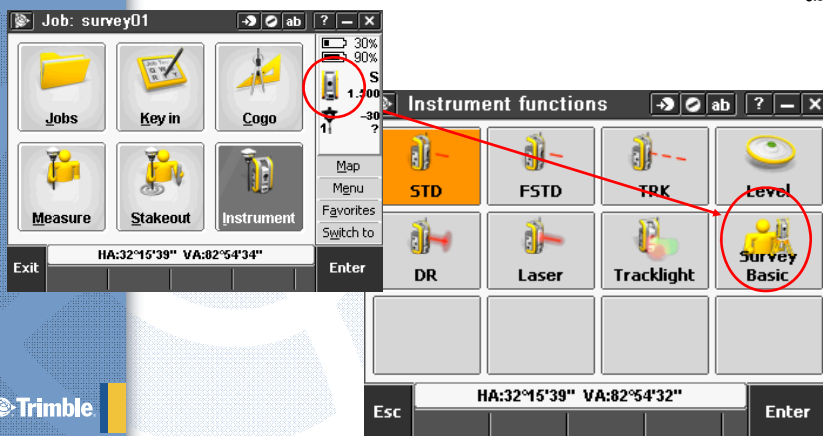 Job: survey01
ab
? – X
30%
90%
S
1.500
-30
1
?
Jobs
Key in
Cogo
Map
Menu
Favorites
Switch to
Measure
Stakeout
Instrument
HA:32°15'39" VA:82°54'34"
Exit
Enter
Instrument functions
ab
? – X
STD
FSTD
TRK
Level
DR
Laser
Tracklight
Survey
Basic
HA:32°15'39" VA:82°54'32"
Esc
Enter
Trimble